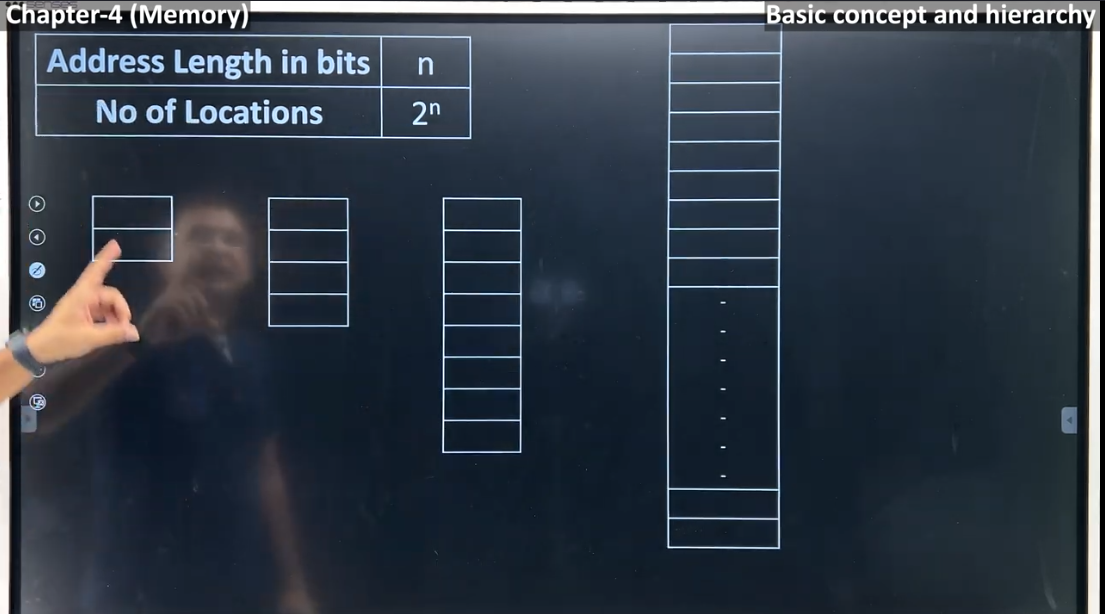 Chapter-4 (Memory)
Basic concept and hierarchy
Address Length in bits n
No of Locations 2ⁿ
-
-
-
-
-
-
-